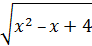 √(x² – x + 4)